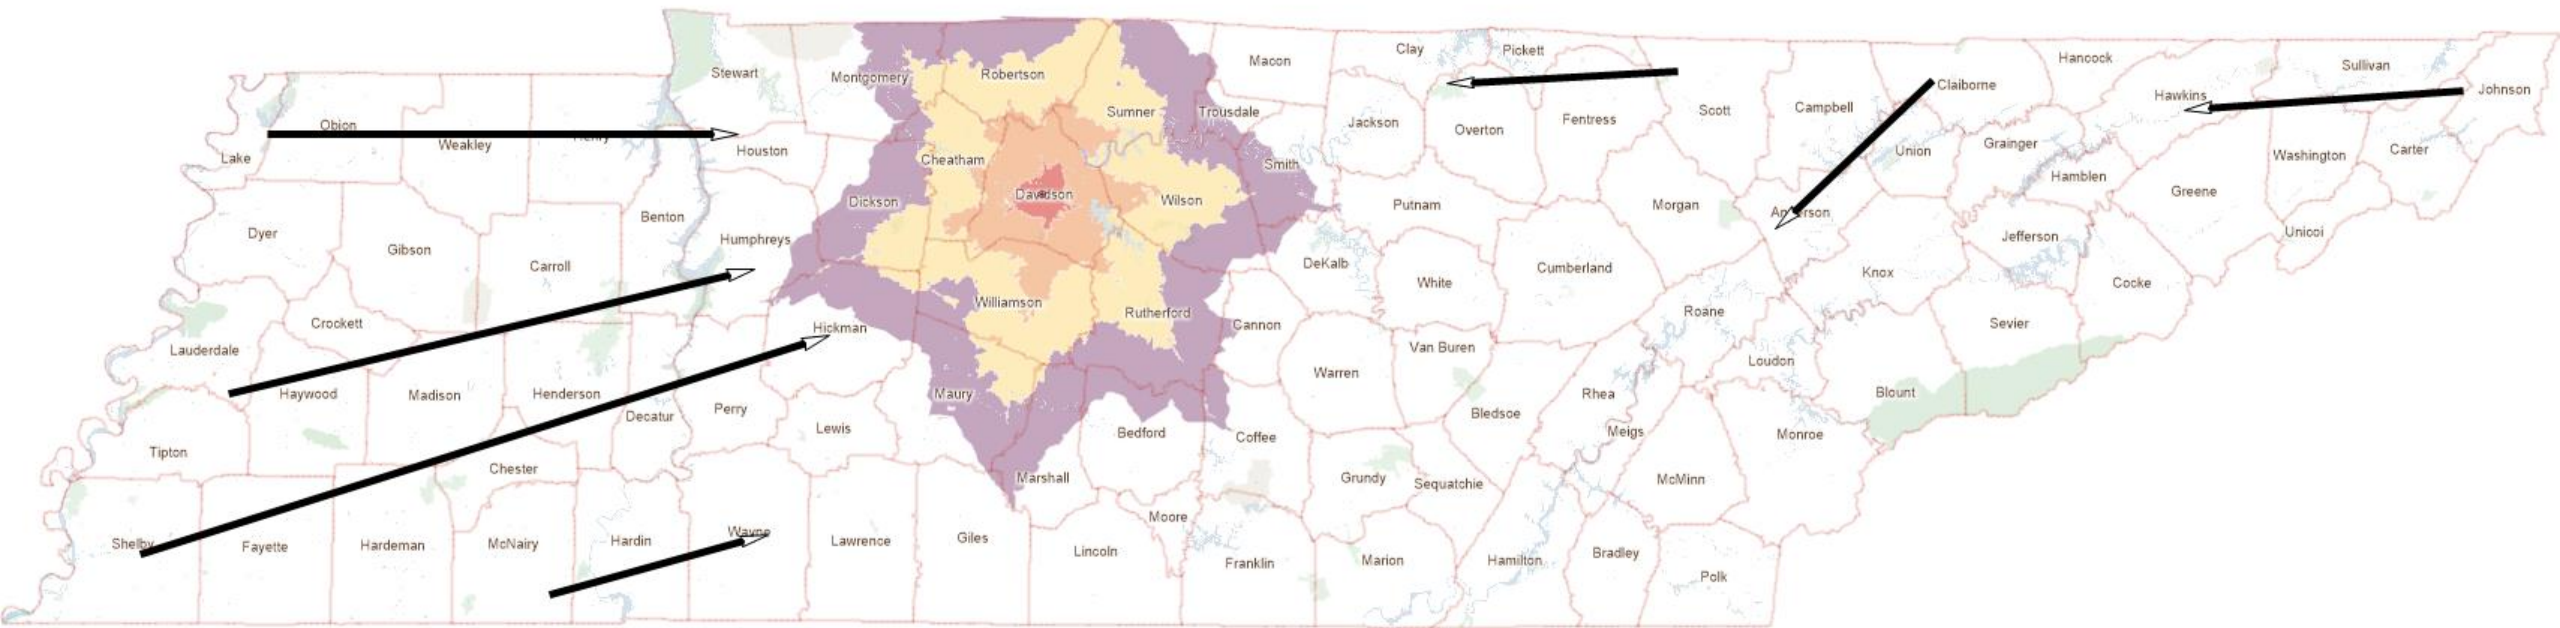 Clay
Pickett
Hancock
Macon
Sullivan
Stewart
Montgomery
Robertson
Claiborne
Johnson
Hawkins
Sumner
Trousdale
Campbell
Scott
Jackson
Overton
Fentress
Obion
Weakley
Henry
Houston
Lake
Cheatham
Smith
Union
Grainger
Washington
Carter
Hamblen
Greene
Davidson
Dickson
Wilson
Putnam
Morgan
Anderson
Benton
Dyer
Humphreys
Jefferson
Unicoi
Gibson
Carroll
DeKalb
White
Cumberland
Knox
Cocke
Williamson
Rutherford
Roane
Crockett
Hickman
Cannon
Sevier
Lauderdale
Van Buren
Loudon
Warren
Haywood
Madison
Henderson
Maury
Rhea
Blount
Decatur
Perry
Bledsoe
Lewis
Bedford
Coffee
Meigs
Monroe
Tipton
Chester
Marshall
Grundy
Sequatchie
McMinn
Moore
Shelby
Fayette
Hardeman
McNairy
Hardin
Wayne
Lawrence
Giles
Lincoln
Franklin
Marion
Hamilton
Bradley
Polk